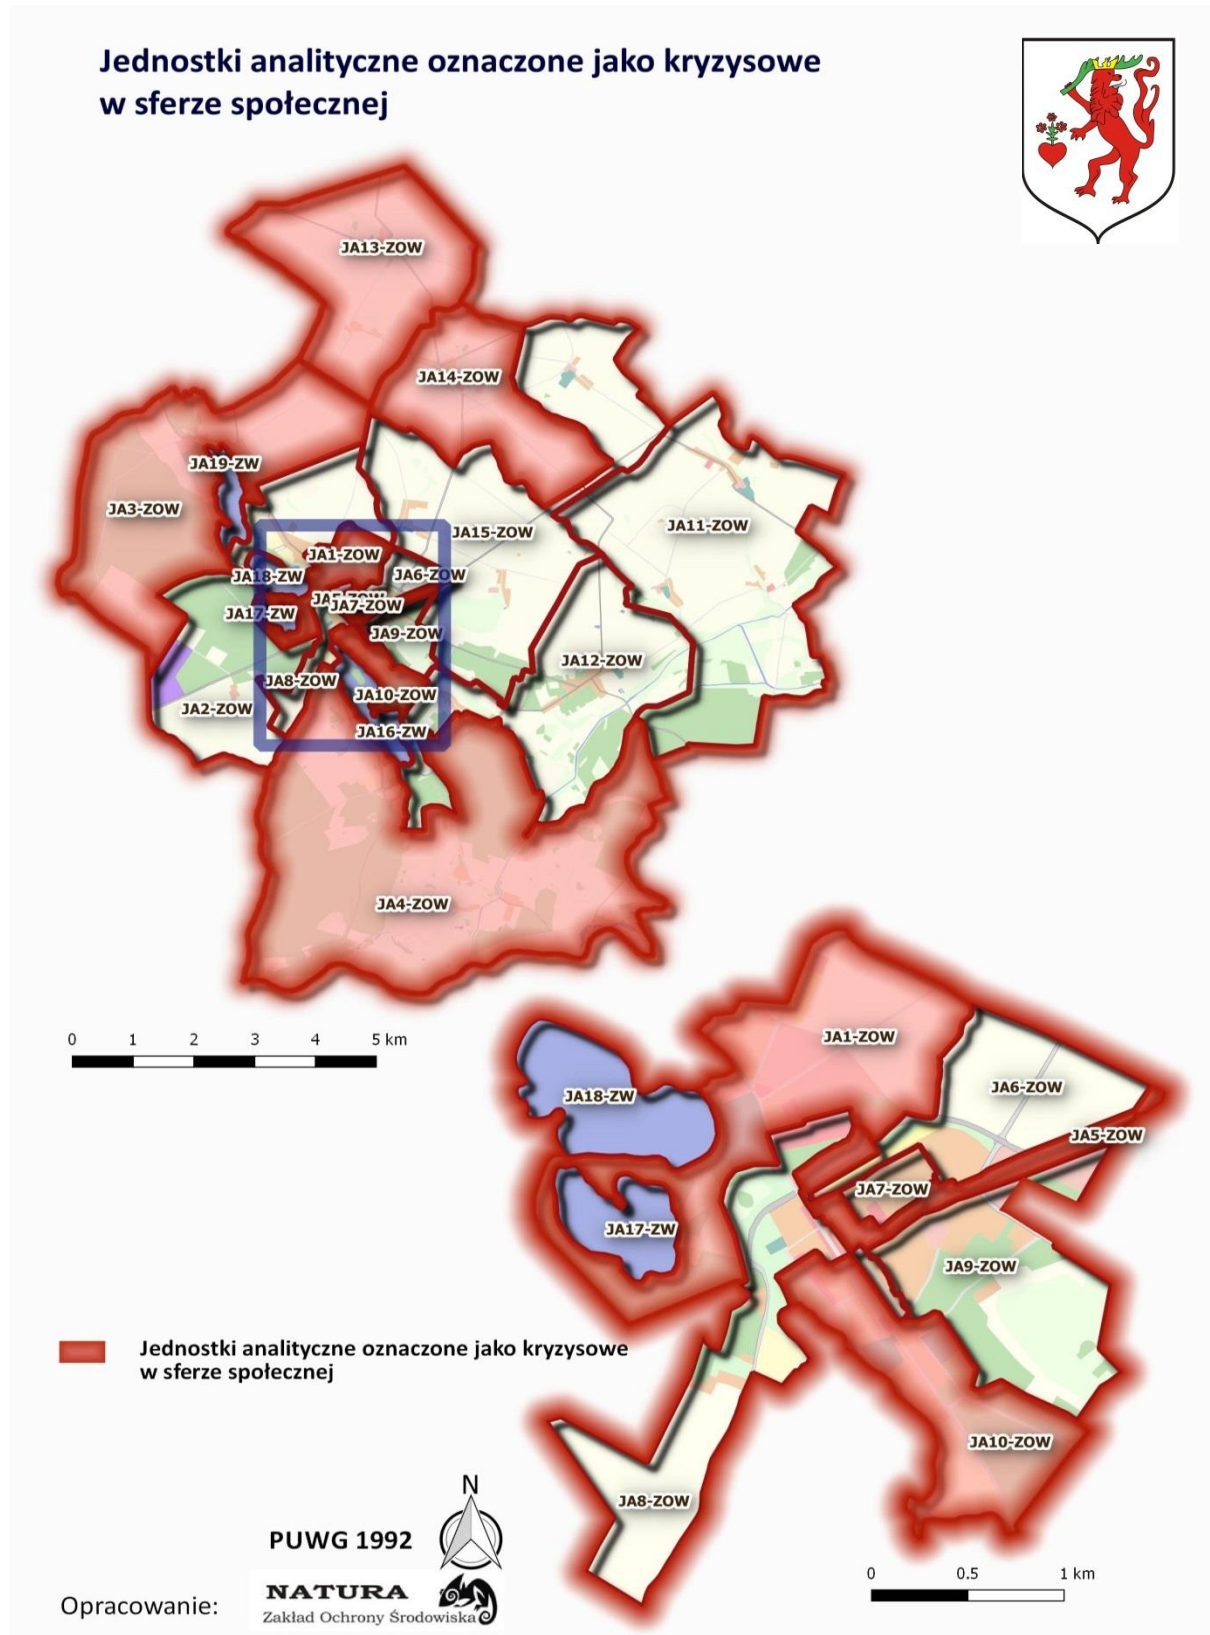 Jednostki analityczne oznaczone jako kryzysowe
w sferze społecznej
JA13-ZOW
JA14-ZOW
JA19-ZW
JA3-ZOW
JA11-ZOW
JA15-ZOW
JA1-ZOW
JA18-ZW
JA6-ZOW
JA7-ZOW
JA17-ZW
JA9-ZOW
JA12-ZOW
JA8-ZOW
JA10-ZOW
JA2-ZOW
JA16-ZW
JA4-ZOW
0 1 2 3 4 5 km
JA1-ZOW
JA18-ZW
JA6-ZOW
JA5-ZOW
JA7-ZOW
JA17-ZW
JA9-ZOW
Jednostki analityczne oznaczone jako kryzysowe
w sferze społecznej
JA10-ZOW
JA8-ZOW
N
PUWG 1992
0 0.5 1 km
Opracowanie:
NATURA
Zakład Ochrony Środowiska